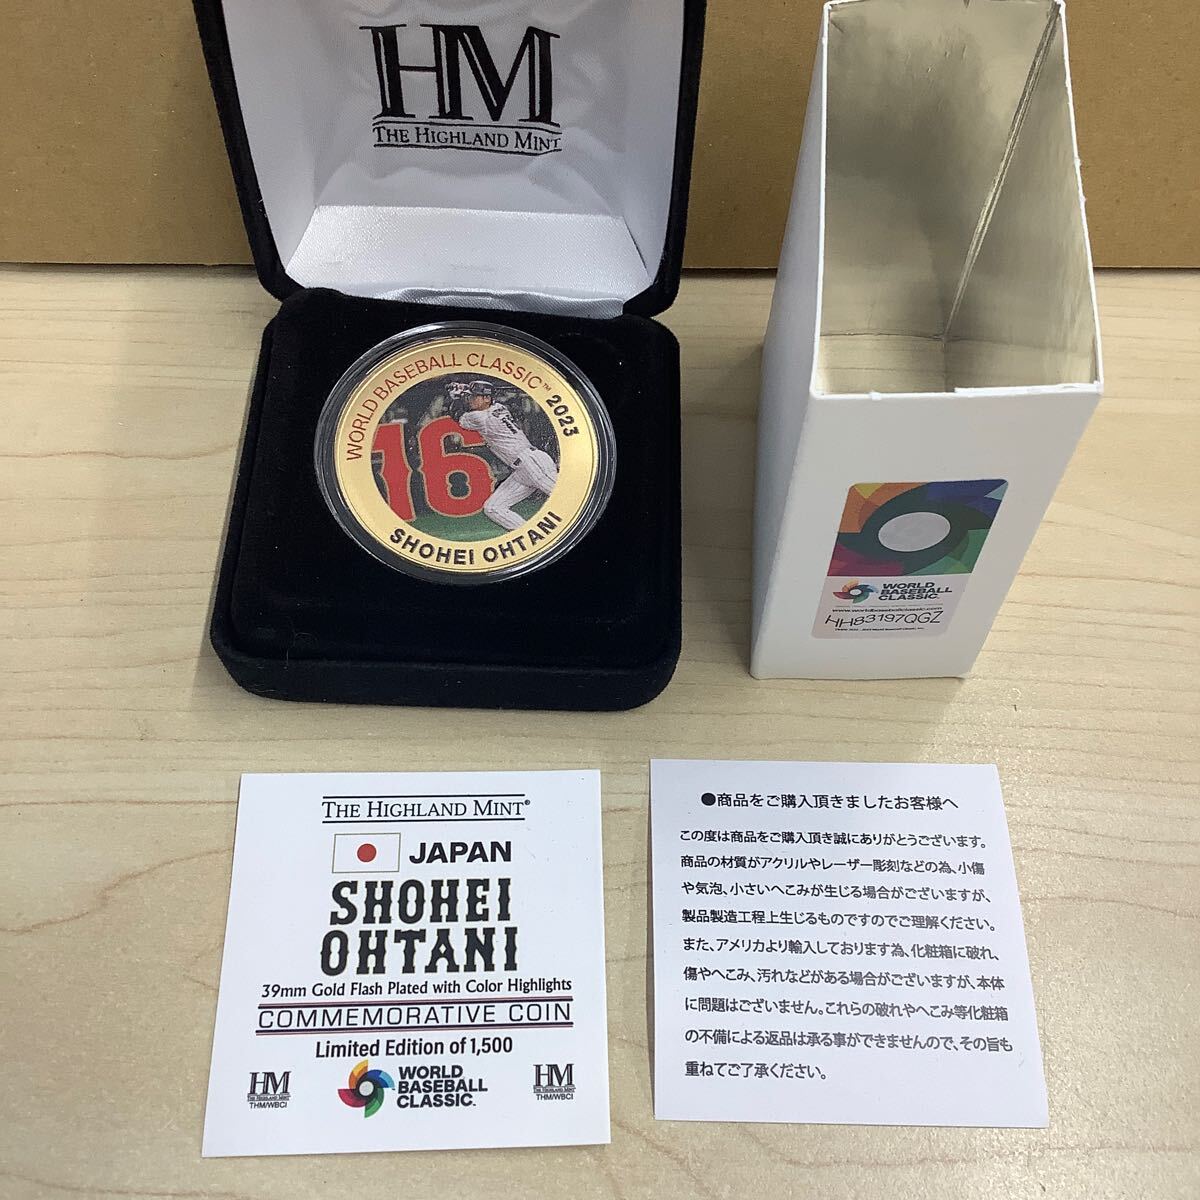 HM
THE HIGHLAND MINT
WORLD BASEBALL CLASSIC™ 2023
16
SHOHEI OHTANI
WORLD
BASEBALL
CLASSIC
www.worldbaseballclassic.com
HH83197QGZ
THE HIGHLAND MINT®
JAPAN
SHOHEI
OHTANI
39mm Gold Flash Plated with Color Highlights
COMMEMORATIVE COIN
Limited Edition of 1,500
HM
THE HIGHLAND MINT
THM/WBCI
WORLD
BASEBALL
CLASSIC
HM
THE HIGHLAND MINT
THM/WBCI
●商品をご購入頂きましたお客様へ
この度は商品をご購入頂き誠にありがとうございます。
商品の材質がアクリルやレーザー彫刻などの為、小傷
や気泡、小さいへこみが生じる場合がございますが、
製品製造工程上生じるものですのでご理解ください。
また、アメリカより輸入しております為、化粧箱に破れ、
傷やへこみ、汚れなどがある場合がございますが、本体
に問題はございません。これらの破れやへこみ等化粧箱
の不備による返品は承る事ができませんので、その旨も
重ねてご了承ください。